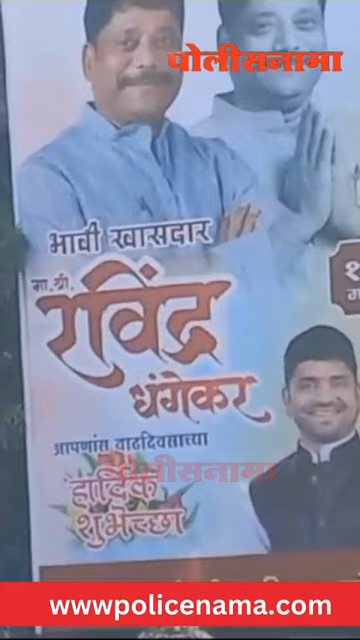 पोलीसनामा
भावी खासदार
मा.श्री.
रविंद्र
धंगेकर
आपणांस वाढदिवसाच्या
पोलीसनामा
हार्दिक
शुभेच्छा
wwwpolicenama.com